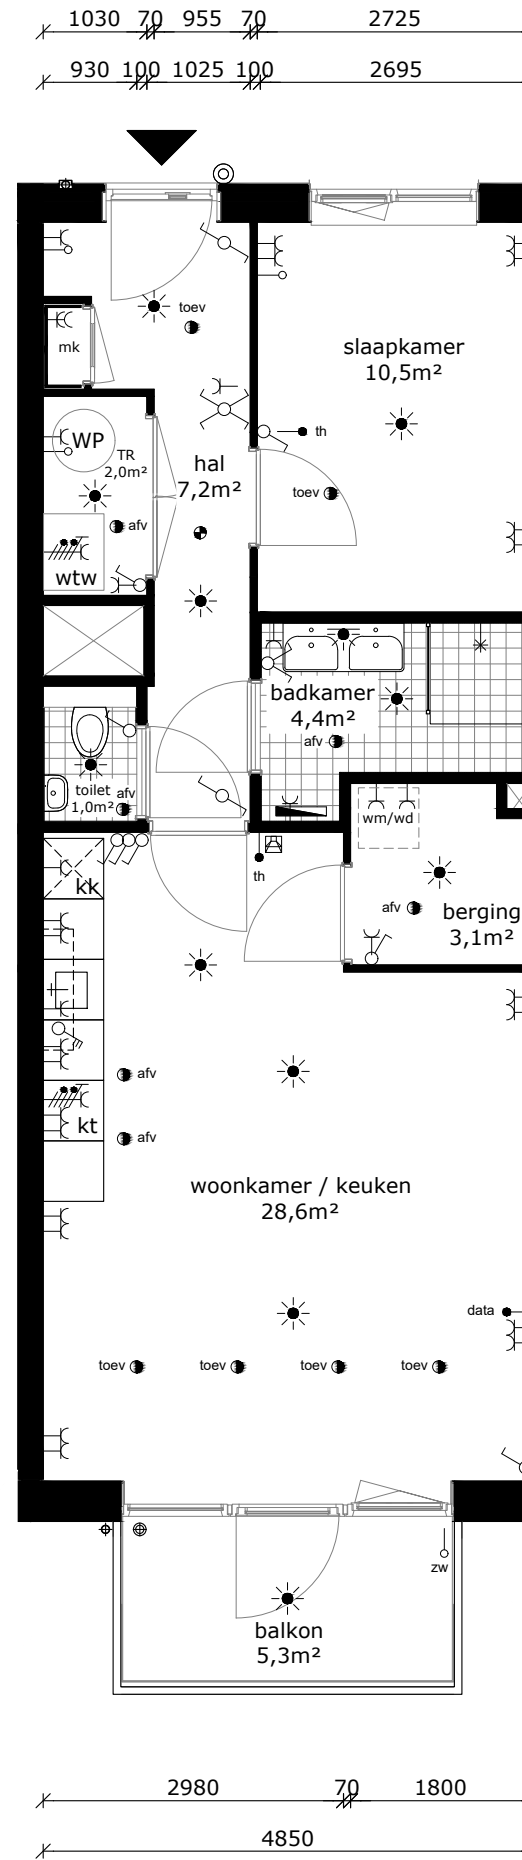 1030 70 955 70 2725
930 100 1025 100 2695
toev
mk
slaapkamer
10,5m²
th
WP
TR
2,0m²
hal
7,2m²
toev
afv
wtw
badkamer
4,4m²
afv
toilet
1,0m²
afv
wm/wd
th
kk
afv
berging
3,1m²
afv
kt
afv
woonkamer / keuken
28,6m²
data
toev toev toev toev
zw
balkon
5,3m²
2980 70 1800
4850